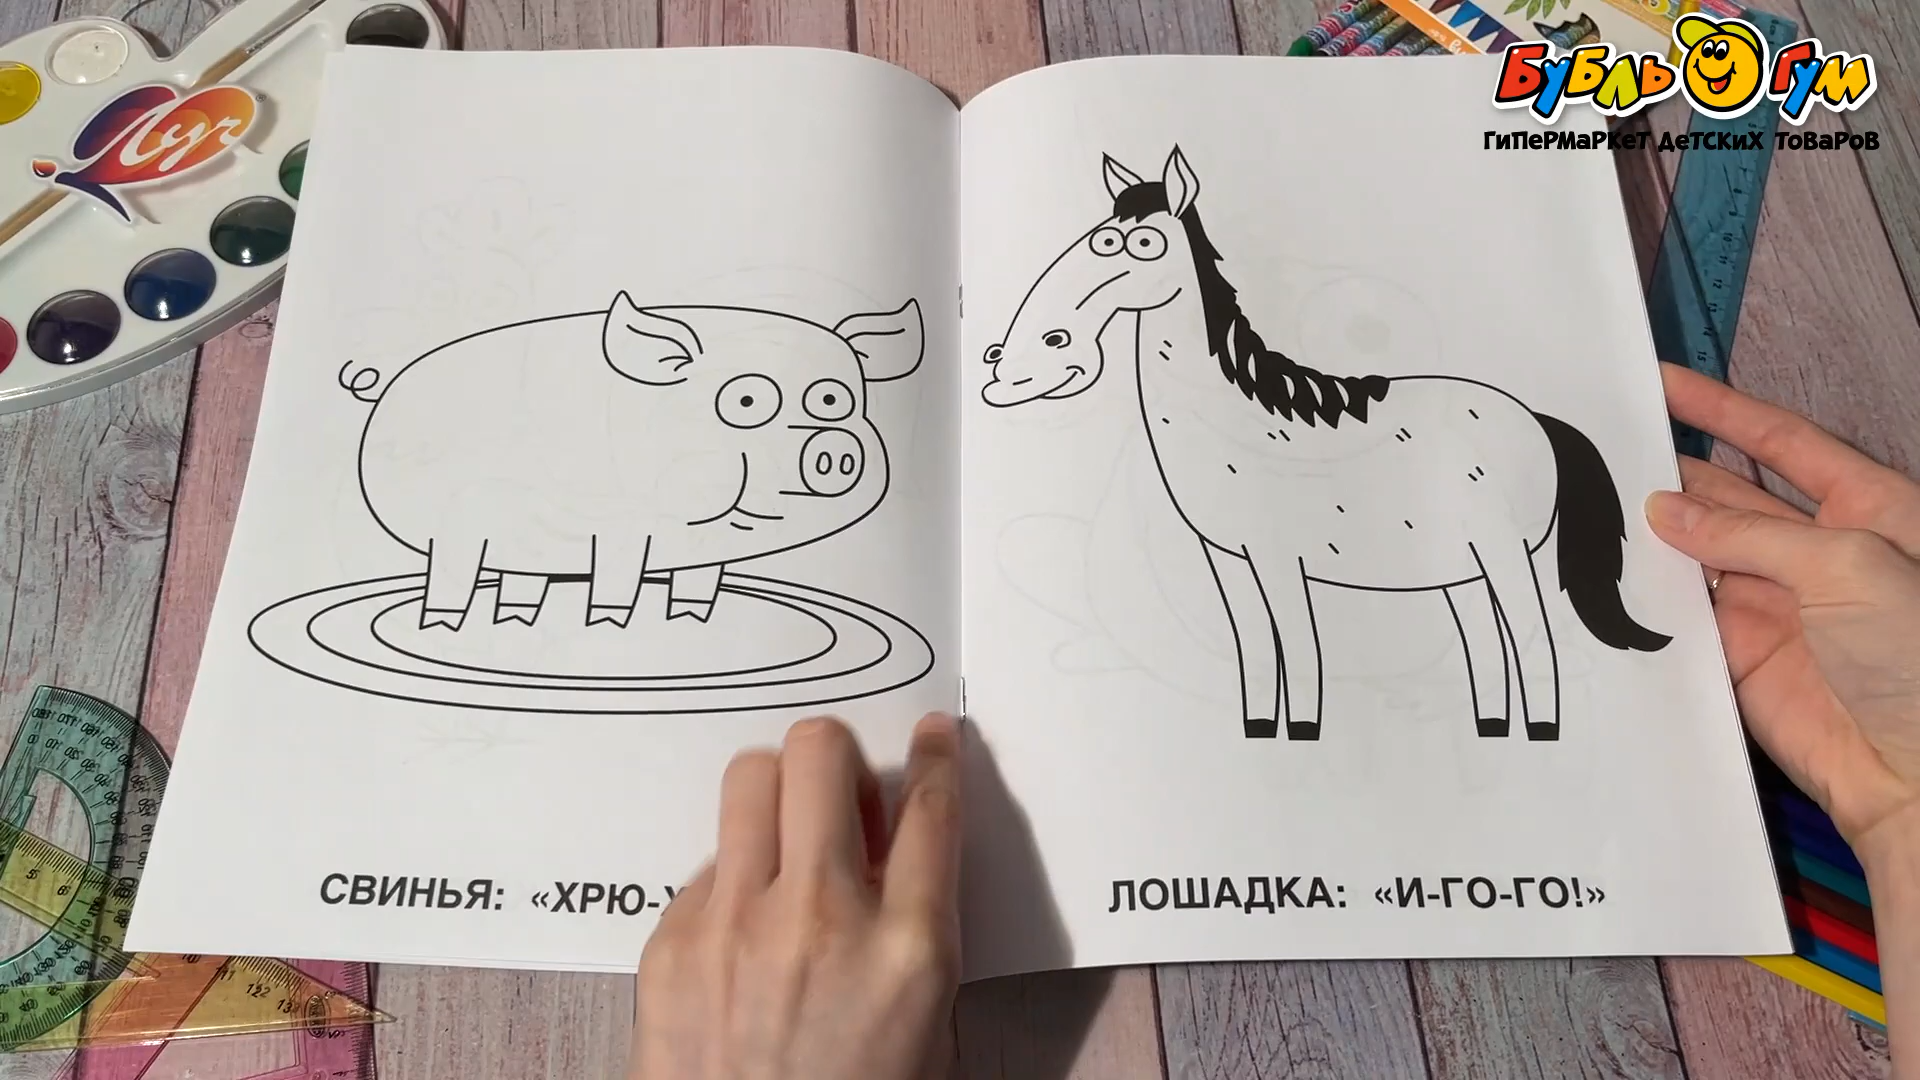 Луч
БУБЛЬ ГУМ
ГИПЕРМАРКЕТ ДЕТСКИХ ТОВАРОВ
СВИНЬЯ: «ХРЮ-
ЛОШАДКА: «И-ГО-ГО!»